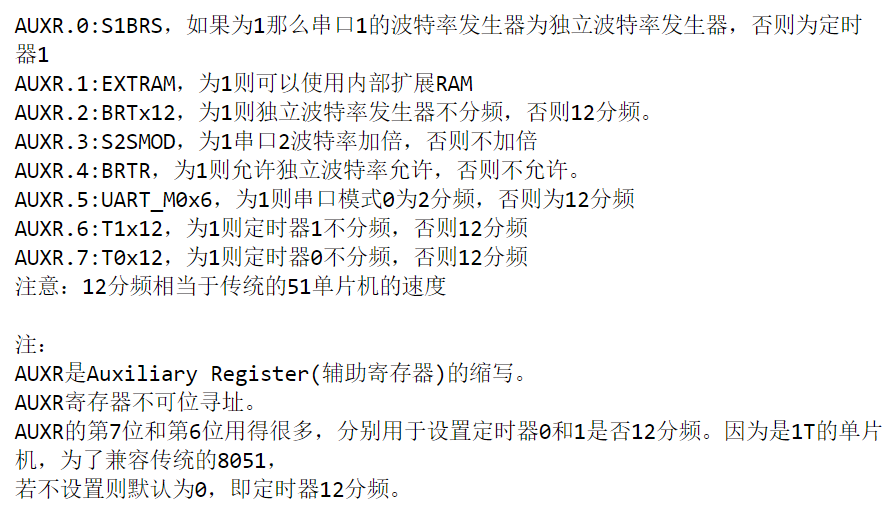 AUXR.0:S1BRS，如果为1那么串口1的波特率发生器为独立波特率发生器，否则为定时
器1
AUXR.1:EXTRAM，为1则可以使用内部扩展RAM
AUXR.2:BRTx12，为1则独立波特率发生器不分频，否则12分频。
AUXR.3:S2SMOD，为1串口2波特率加倍，否则不加倍
AUXR.4:BRTR，为1则允许独立波特率允许，否则不允许。
AUXR.5:UART_M0x6，为1则串口模式0为2分频，否则为12分频
AUXR.6:T1x12，为1则定时器1不分频，否则12分频
AUXR.7:T0x12，为1则定时器0不分频，否则12分频
注意：12分频相当于传统的51单片机的速度
注：
AUXR是Auxiliary Register(辅助寄存器)的缩写。
AUXR寄存器不可位寻址。
AUXR的第7位和第6位用得很多，分别用于设置定时器0和1是否12分频。因为是1T的单片
机，为了兼容传统的8051，
若不设置则默认为0，即定时器12分频。